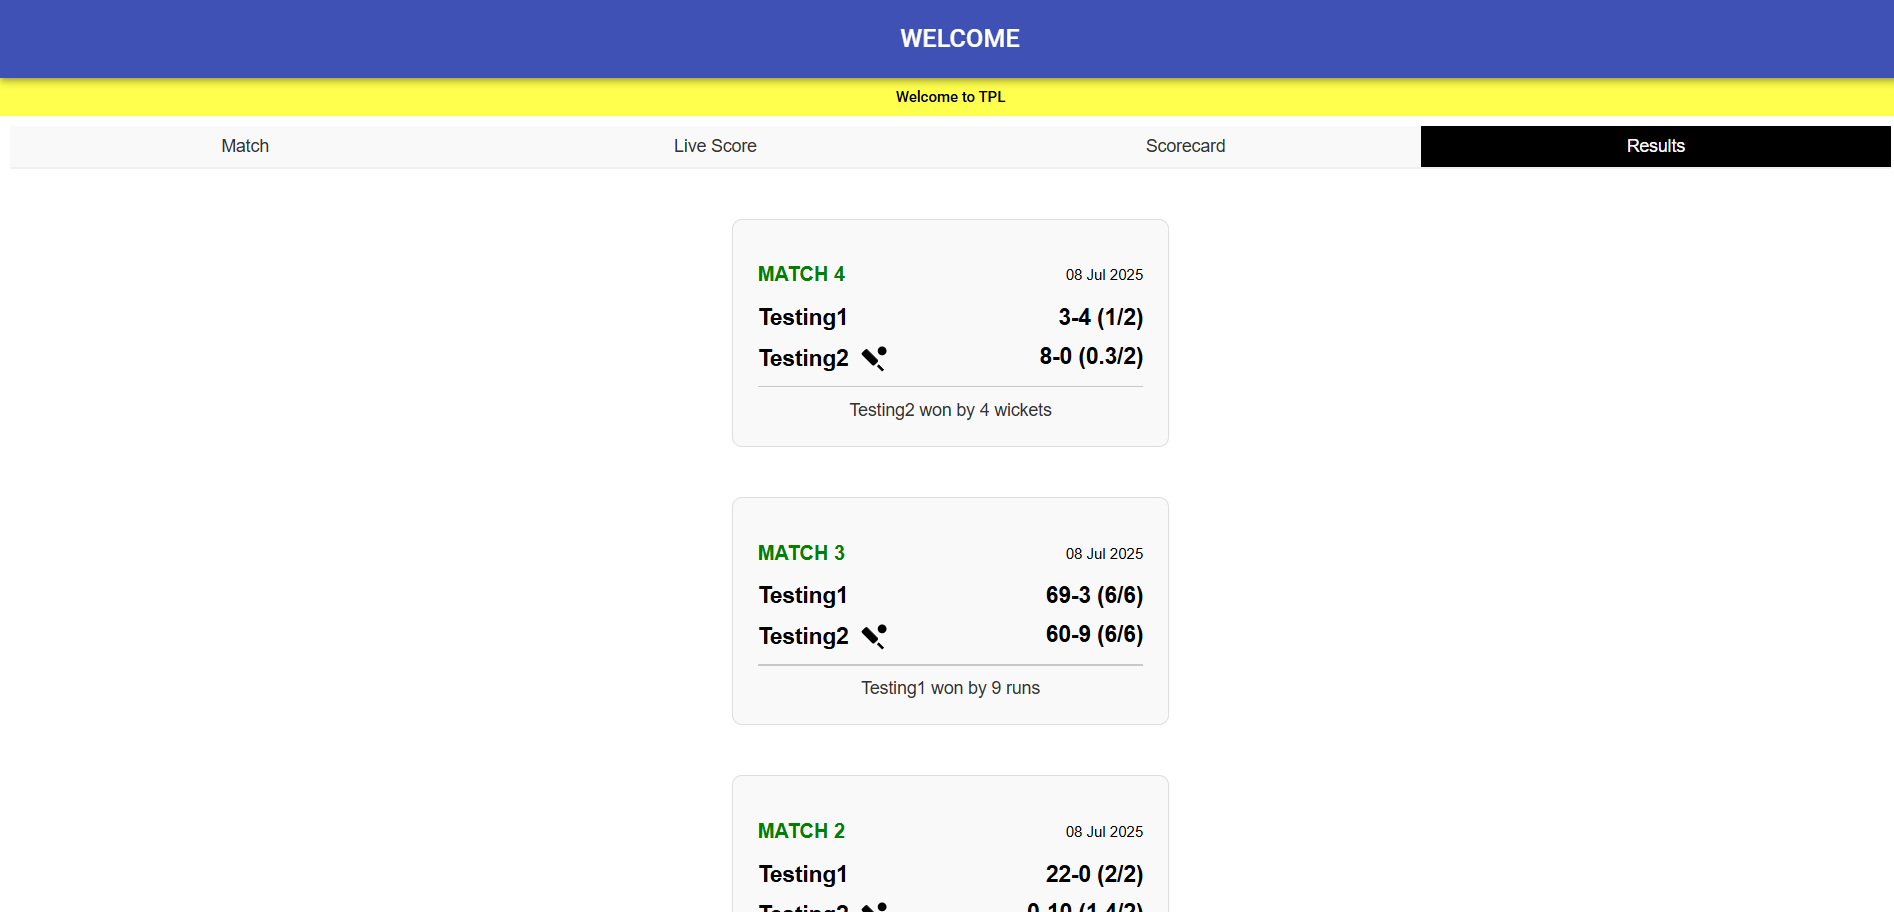 WELCOME
Welcome to TPL
Match Live Score Scorecard Results
MATCH 4 08 Jul 2025
Testing1 3-4 (1/2)
Testing2 8-0 (0.3/2)
Testing2 won by 4 wickets
MATCH 3 08 Jul 2025
Testing1 69-3 (6/6)
Testing2 60-9 (6/6)
Testing1 won by 9 runs
MATCH 2 08 Jul 2025
Testing1 22-0 (2/2)
Testing2